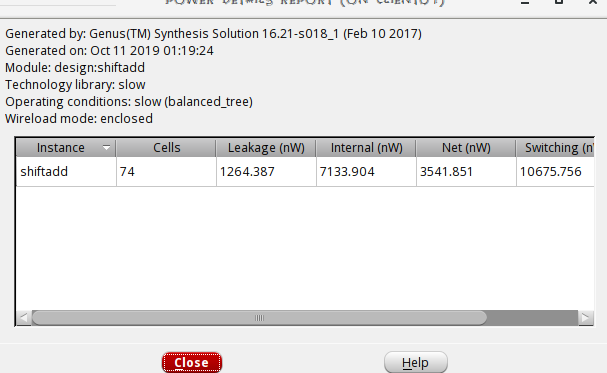 POWER DETAILS REPORT (ON CLIENT01)
Generated by: Genus(TM) Synthesis Solution 16.21-s018_1 (Feb 10 2017)
Generated on: Oct 11 2019 01:19:24
Module: design:shiftadd
Technology library: slow
Operating conditions: slow (balanced_tree)
Wireload mode: enclosed
Instance Cells Leakage (nW) Internal (nW) Net (nW) Switching (n
shiftadd 74 1264.387 7133.904 3541.851 10675.756
Close Help